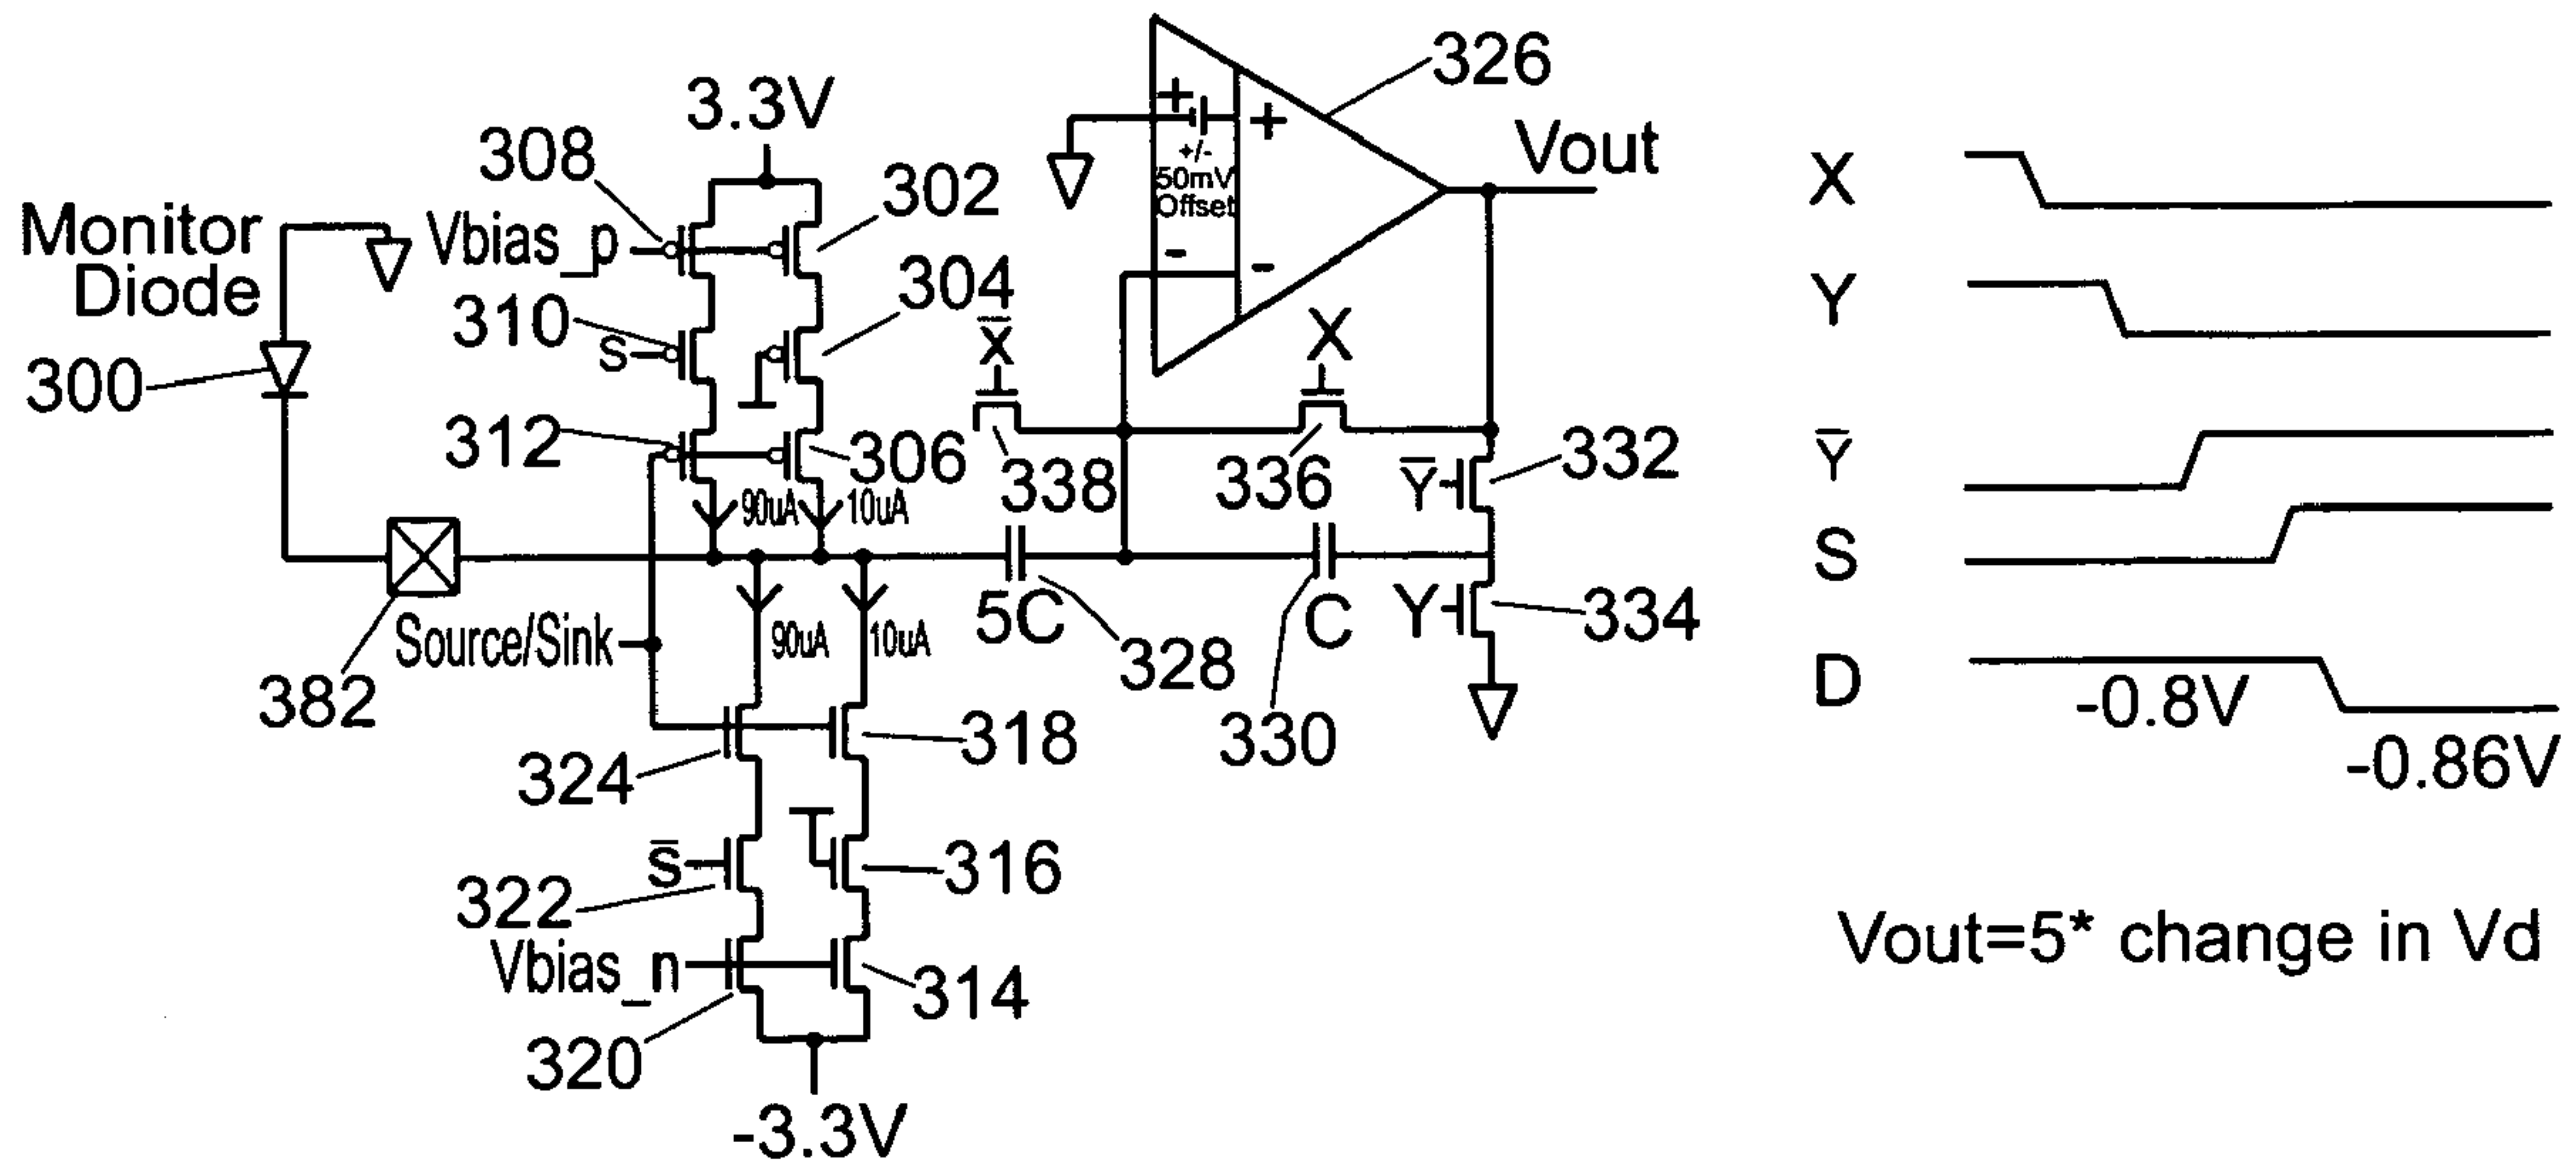 3.3V
308
302
Vbias_p
Monitor
Diode
304
310
S
300
312
306
90uA
10uA
382
Source/Sink
90uA
10uA
324
318
S̅
322
316
Vbias_n
320
314
-3.3V
326
+
+
+/-
50mV
Offset
-
-
Vout
X̅
X
338
336
Y̅
332
5C
328
C
330
Y
334
X
Y
Y̅
S
D
-0.8V
-0.86V
Vout=5* change in Vd